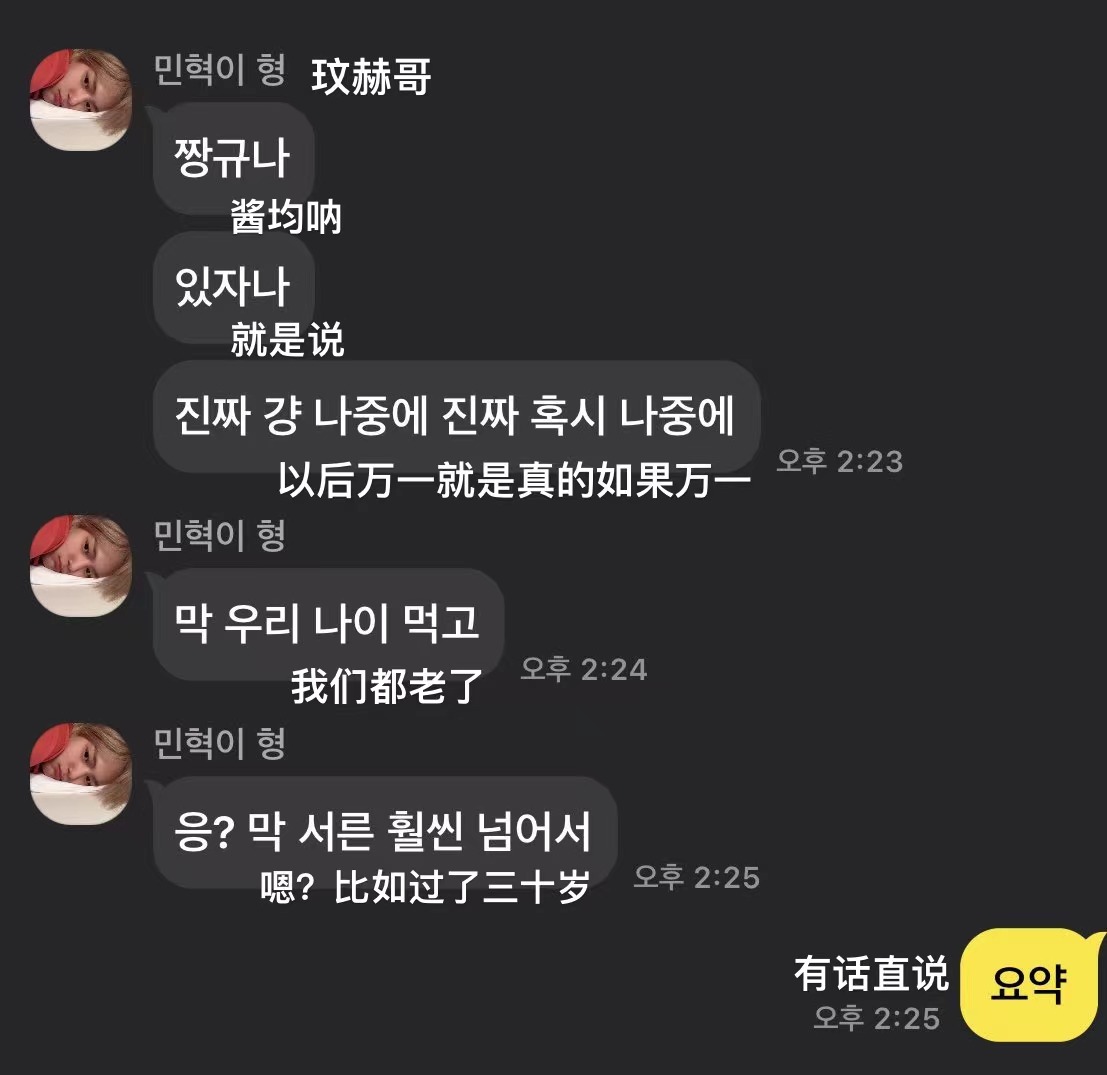 민혁이 형 玟赫哥
짱규나
酱均呐
있자나
就是说
진짜 걍 나중에 진짜 혹시 나중에
오후 2:23
以后万一就是真的如果万一
민혁이 형
막 우리 나이 먹고
오후 2:24
我们都老了
민혁이 형
응? 막 서른 훨씬 넘어서
오후 2:25
嗯？比如过了三十岁
有话直说 요약
오후 2:25